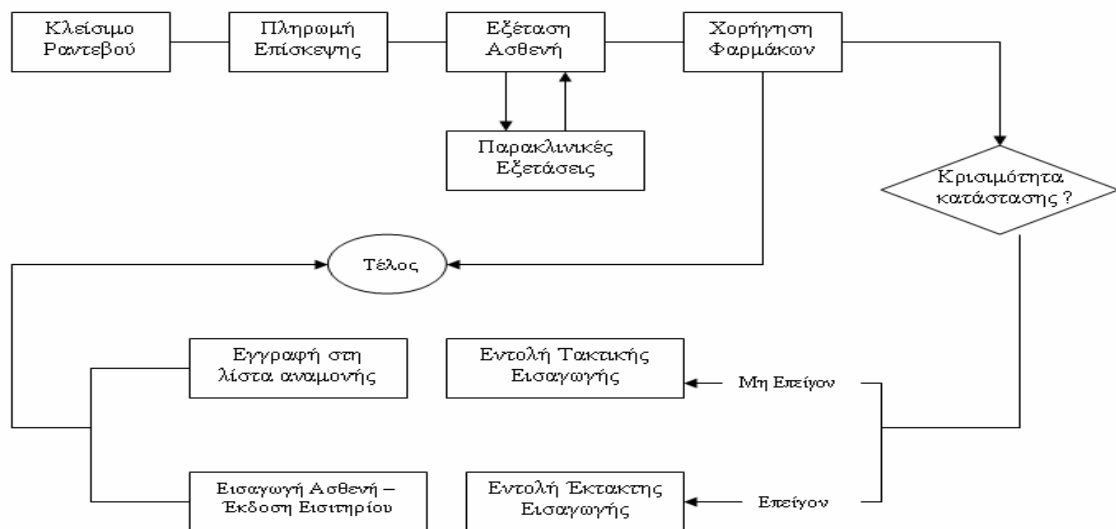 Κλείσιμο
Ραντεβού
Πληρωμή
Επίσκεψης
Εξέταση
Ασθενή
Χορήγηση
Φαρμάκων
Παρακλινικές
Εξετάσεις
Κρισιμότητα
κατάστασης ?
Τέλος
Εγγραφή στη
λίστα αναμονής
Εντολή Τακτικής
Εισαγωγής
Μη Επείγον
Εισαγωγή Ασθενή –
Έκδοση Εισιτηρίου
Εντολή Έκτακτης
Εισαγωγής
Επείγον